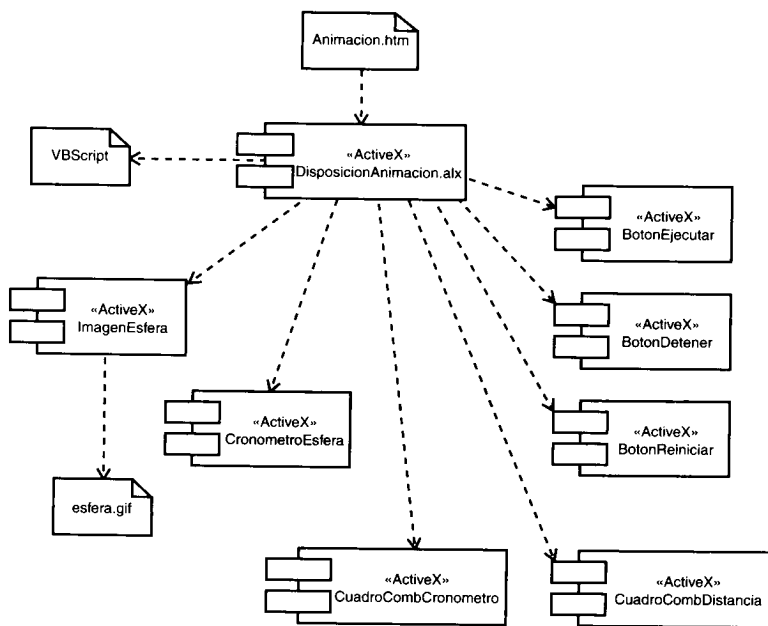 Animacion.htm
VBScript
«ActiveX»
DisposicionAnimacion.alx
«ActiveX»
BotonEjecutar
«ActiveX»
ImagenEsfera
«ActiveX»
BotonDetener
«ActiveX»
CronometroEsfera
«ActiveX»
BotonReiniciar
esfera.gif
«ActiveX»
CuadroCombCronometro
«ActiveX»
CuadroCombDistancia